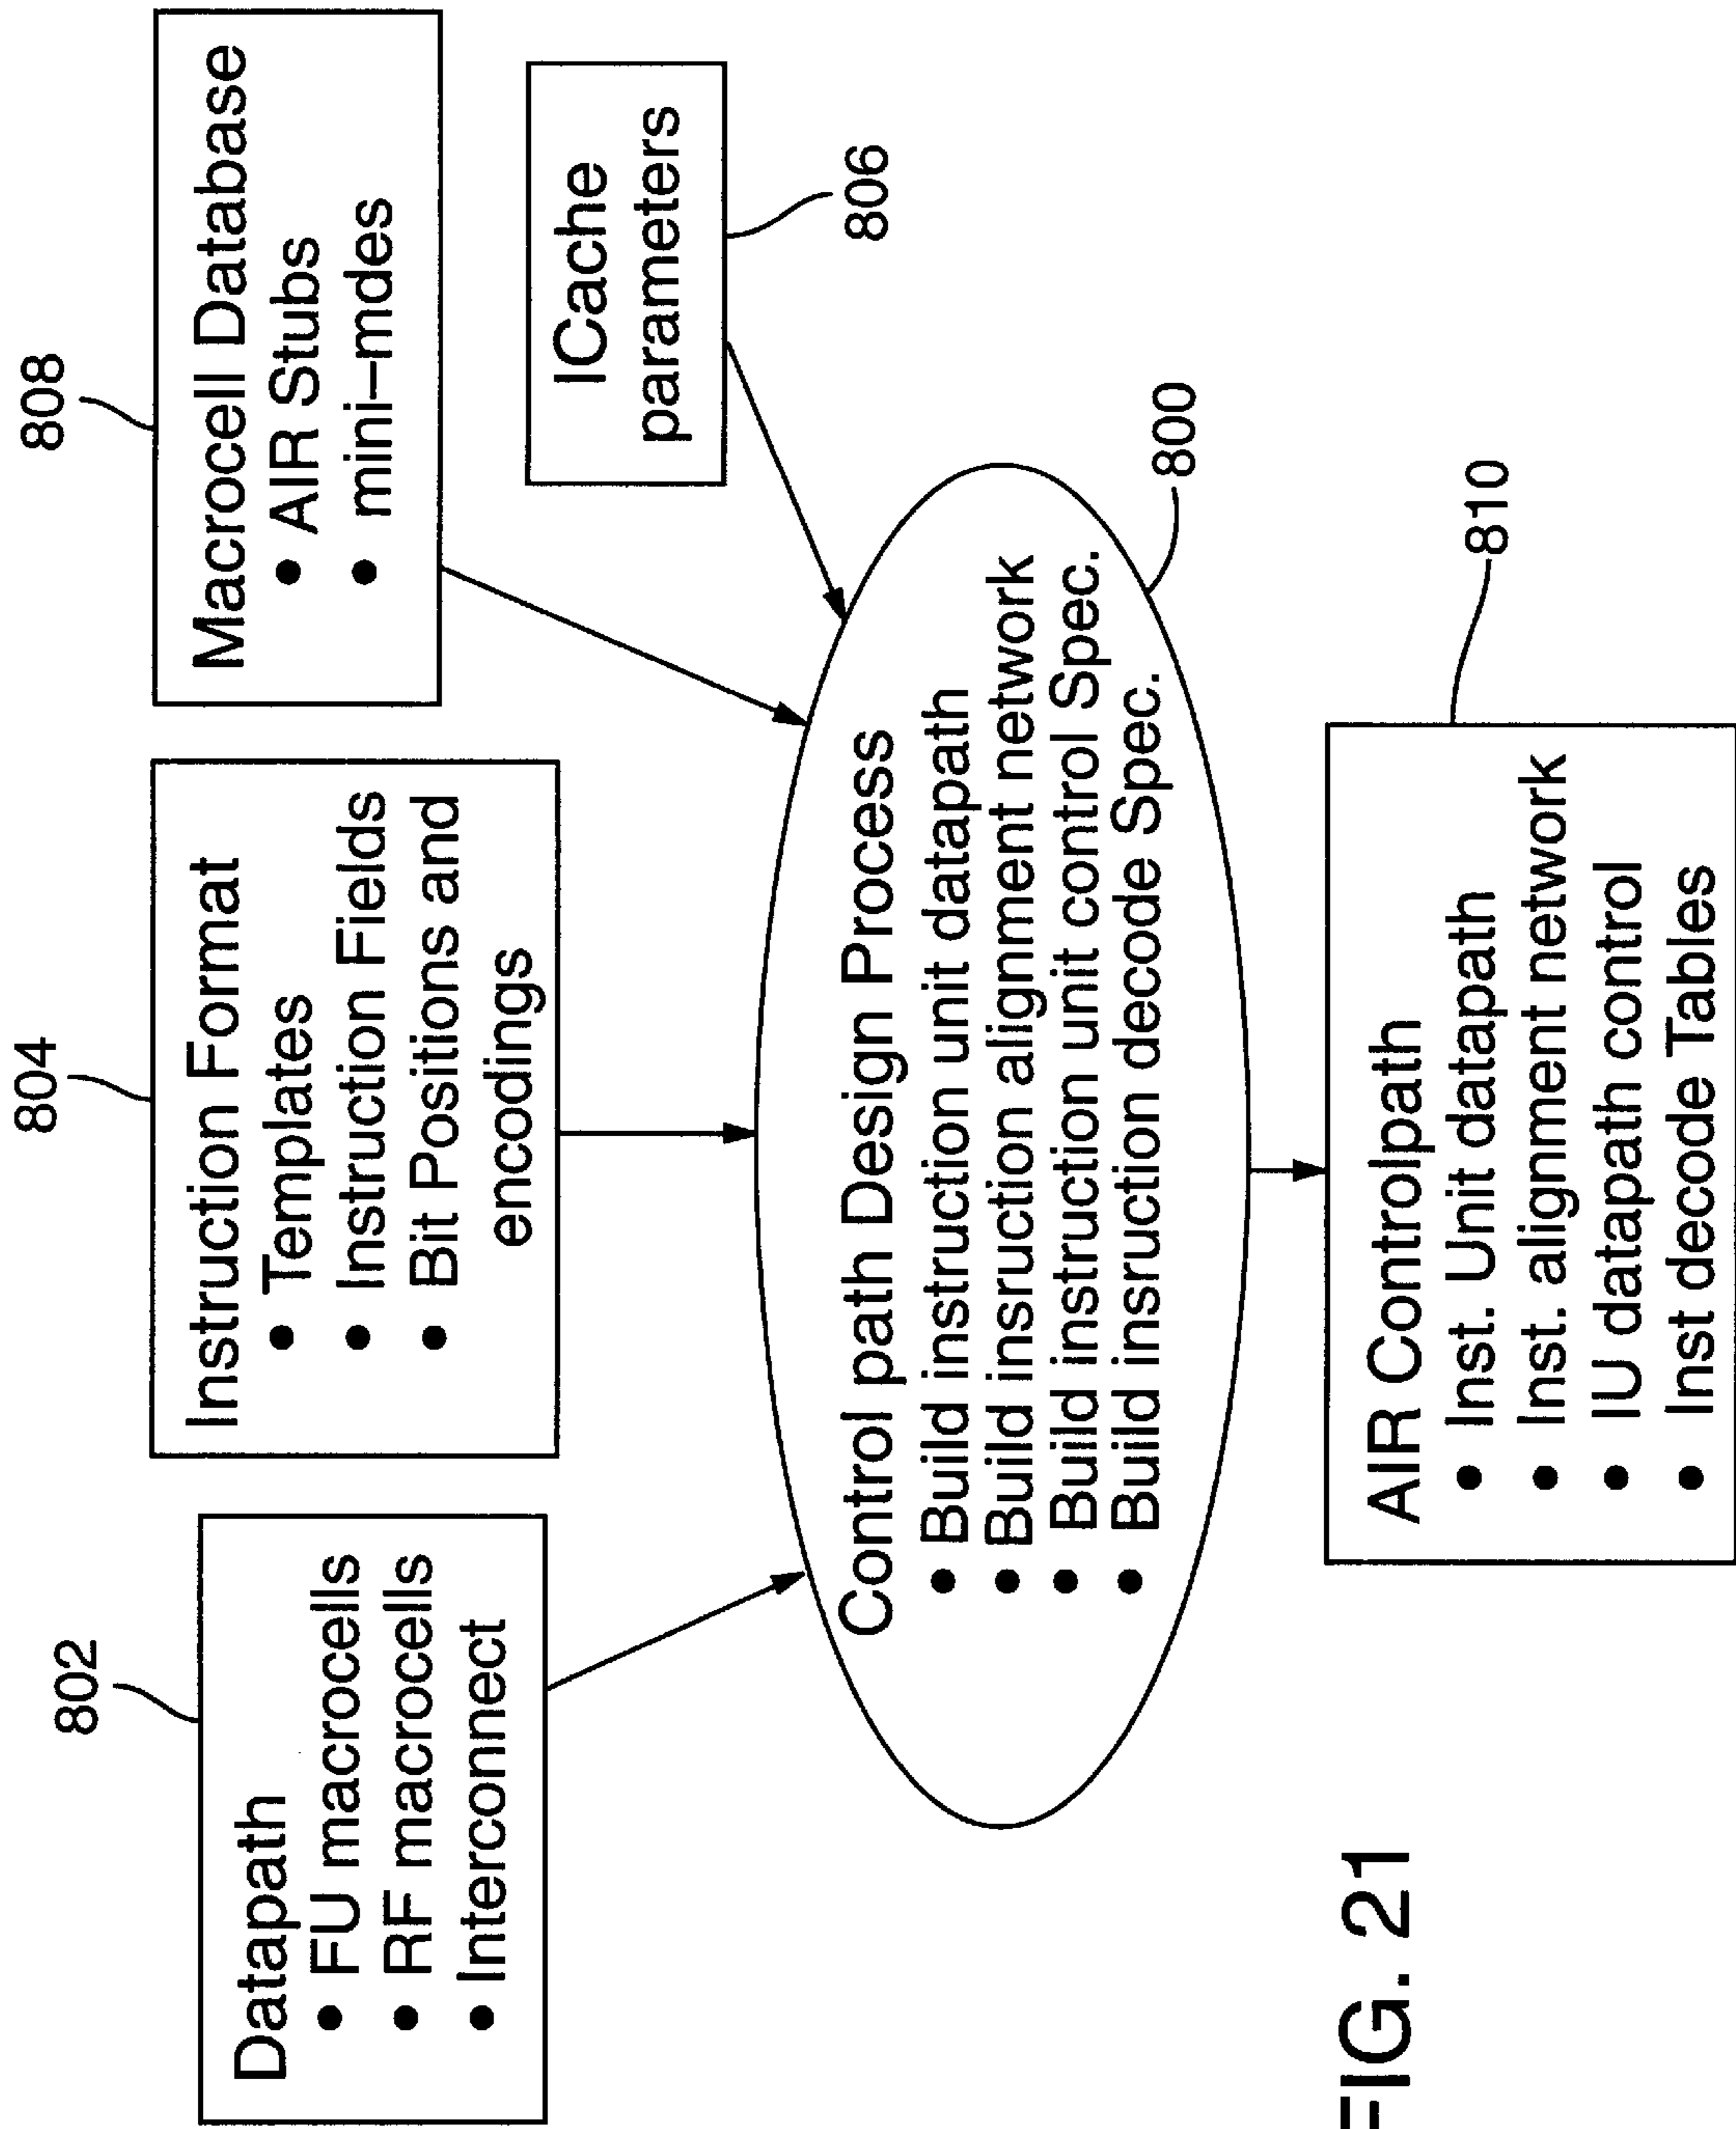 802
Datapath
• FU macrocells
• RF macrocells
• Interconnect
804
Instruction Format
• Templates
• Instruction Fields
• Bit Positions and
encodings
808
Macrocell Database
• AIR Stubs
• mini–mdes
ICache
parameters
806
Control path Design Process
• Build instruction unit datapath
• Build insruction alignment network
• Build instruction unit control Spec.
• Build insruction decode Spec.
800
810
AIR Controlpath
• Inst. Unit datapath
• Inst. alignment network
• IU datapath control
• Inst decode Tables
FIG. 21